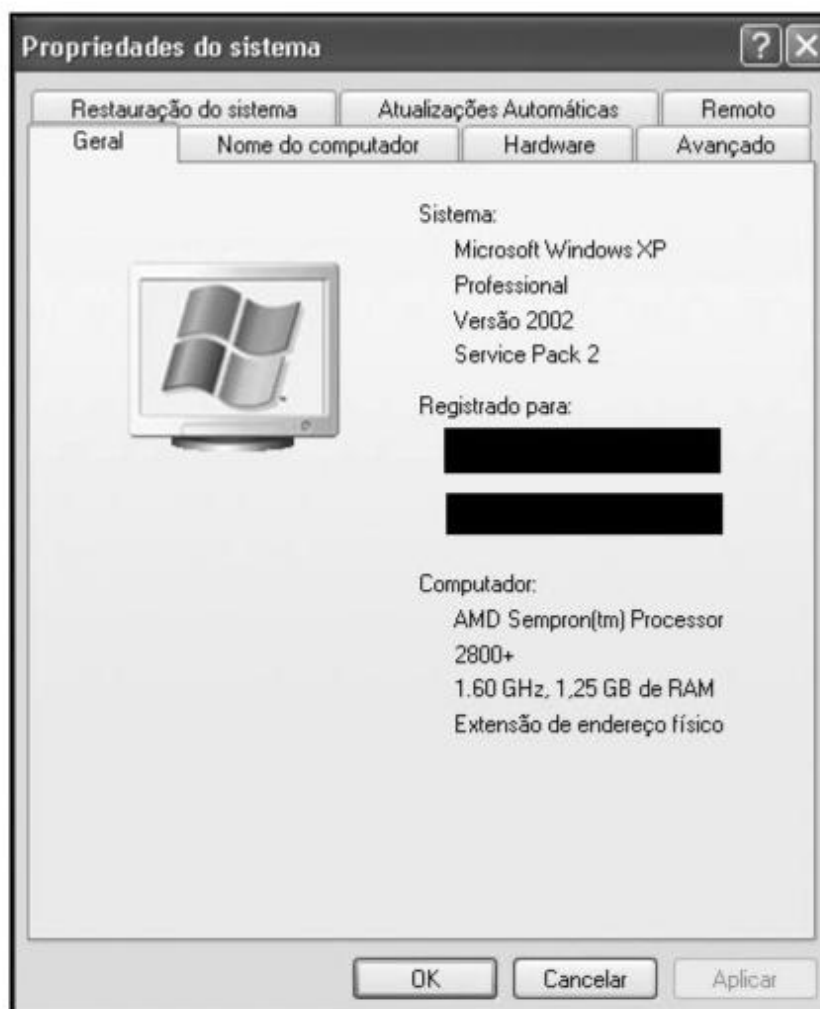 Propriedades do sistema
Restauração do sistema
Atualizações Automáticas
Remoto
Geral
Nome do computador
Hardware
Avançado
Sistema:
Microsoft Windows XP
Professional
Versão 2002
Service Pack 2
Registrado para:
Computador:
AMD Sempron(tm) Processor
2800+
1.60 GHz, 1,25 GB de RAM
Extensão de endereço físico
OK
Cancelar
Aplicar